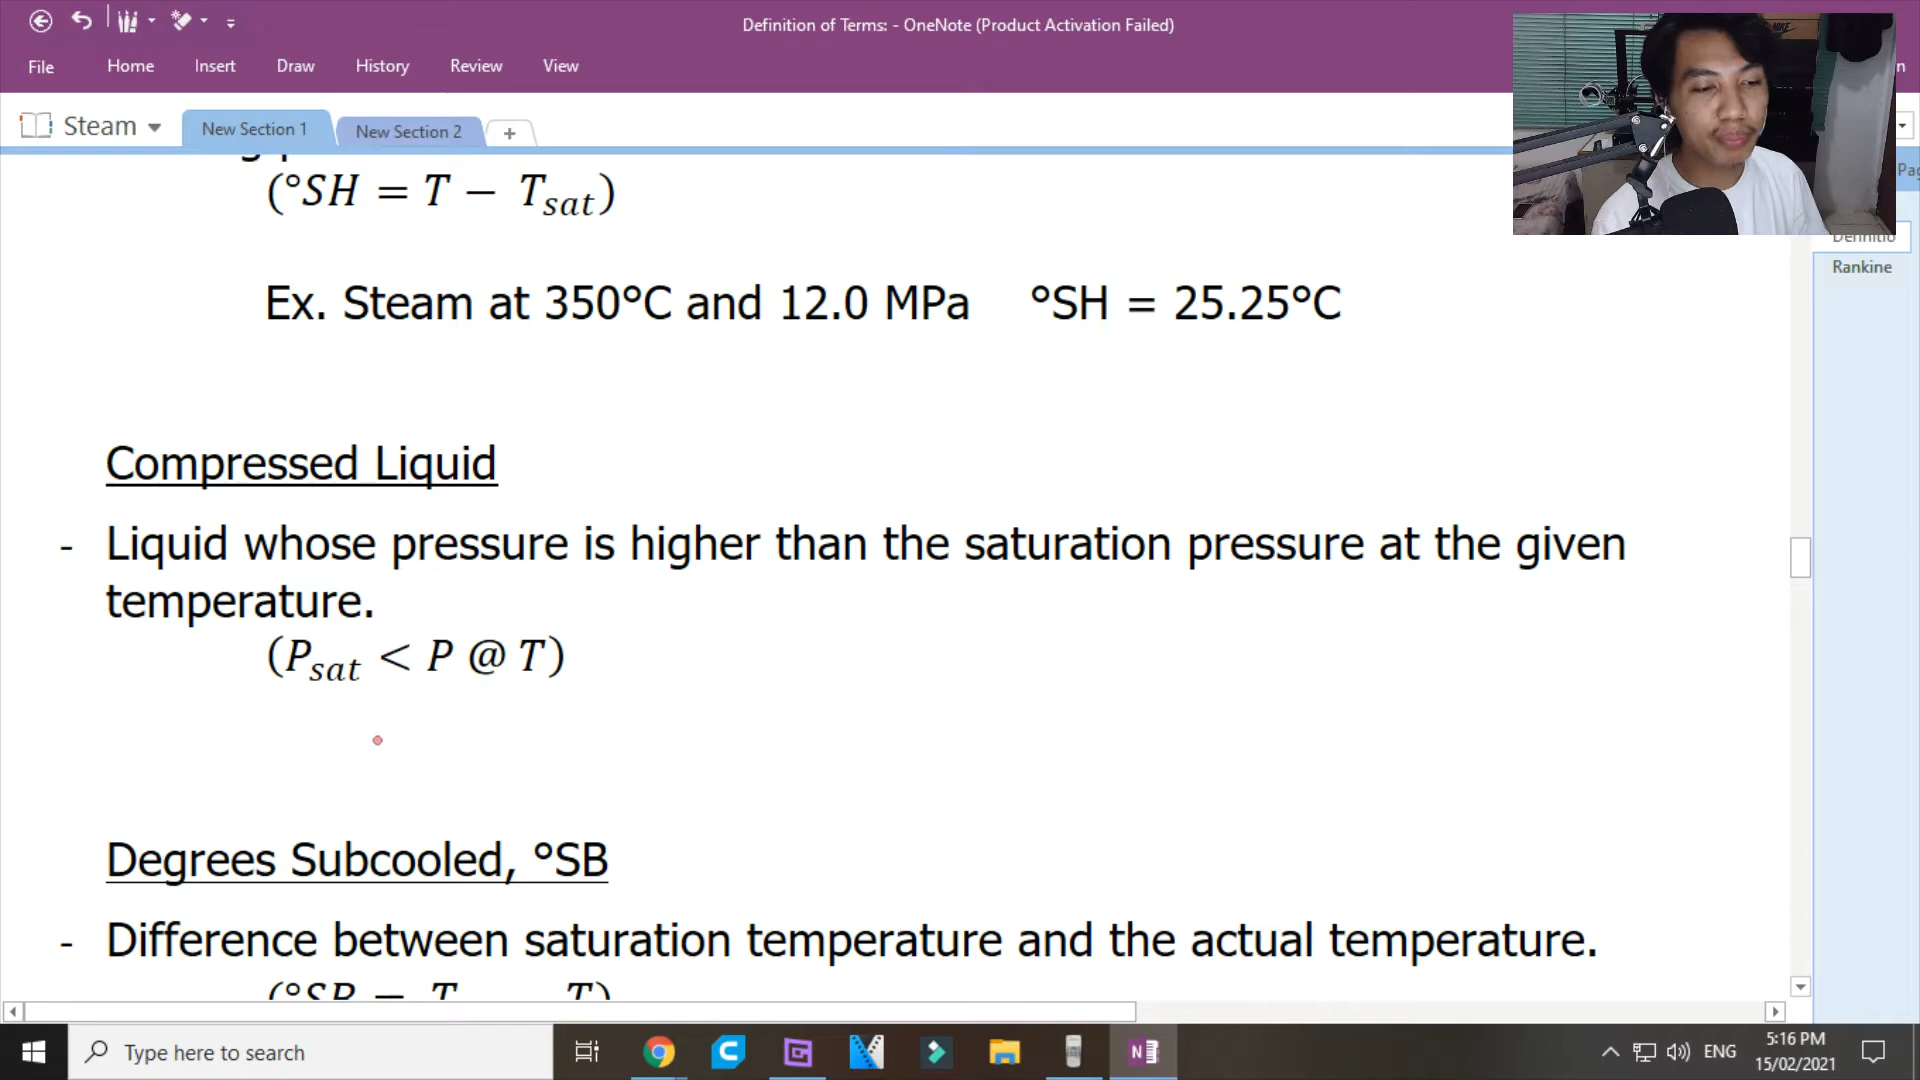 Definition of Terms: - OneNote (Product Activation Failed)
File Home Insert Draw History Review View
Steam New Section 1 New Section 2 +
(°SH = T − Tsat)
Ex. Steam at 350°C and 12.0 MPa °SH = 25.25°C
Compressed Liquid
- Liquid whose pressure is higher than the saturation pressure at the given
temperature.
(Psat < P @ T)
Degrees Subcooled, °SB
- Difference between saturation temperature and the actual temperature.
Definitio
Rankine
Type here to search
ENG
5:16 PM
15/02/2021